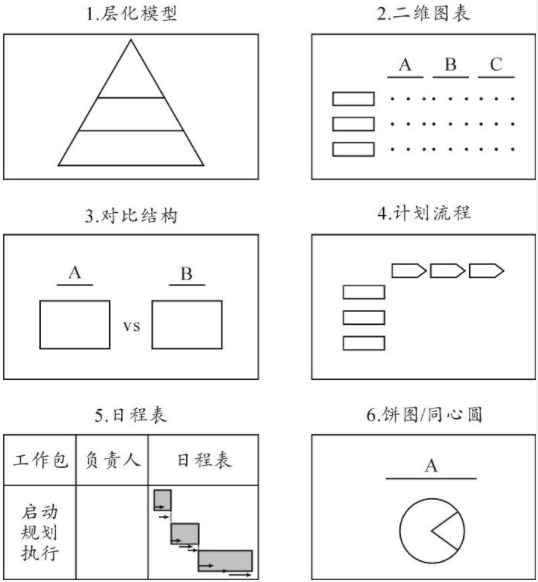 1.层化模型
2.二维图表
A B C
3.对比结构
A
B
vs
4.计划流程
5.日程表
工作包 负责人 日程表
启动
规划
执行
6.饼图/同心圆
A